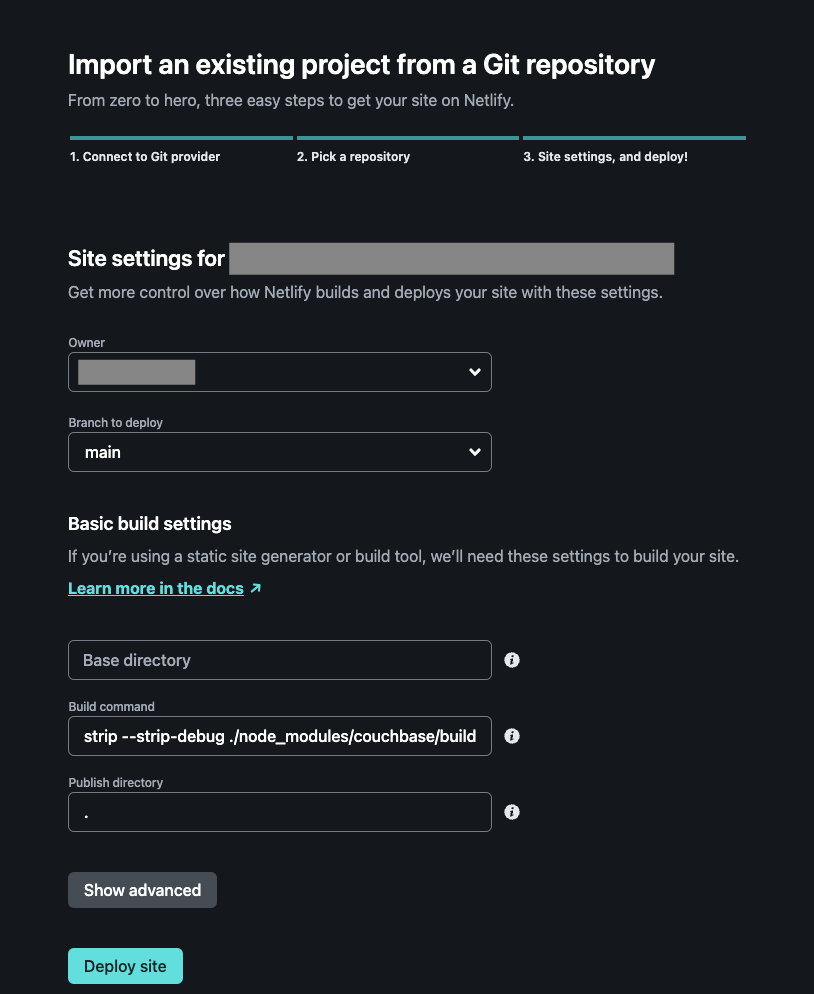 Import an existing project from a Git repository
From zero to hero, three easy steps to get your site on Netlify.
1. Connect to Git provider
2. Pick a repository
3. Site settings, and deploy!
Site settings for
Get more control over how Netlify builds and deploys your site with these settings.
Owner
Branch to deploy
main
Basic build settings
If you’re using a static site generator or build tool, we’ll need these settings to build your site.
Learn more in the docs ↗
Base directory
Build command
strip --strip-debug ./node_modules/couchbase/build
Publish directory
.
Show advanced
Deploy site